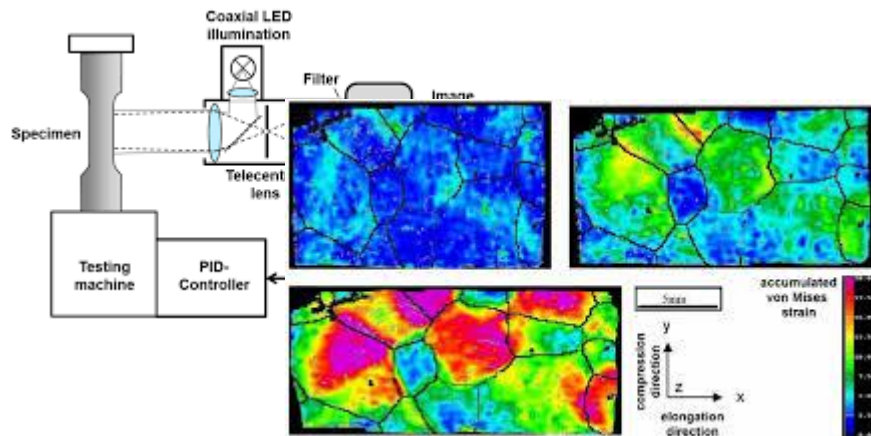 Coaxial LED
illumination
Filter
Image
Specimen
Telecent
lens
Testing
machine
PID-
Controller
accumulated
von Mises
strain
5mm
y
compression
direction
z
x
elongation
direction